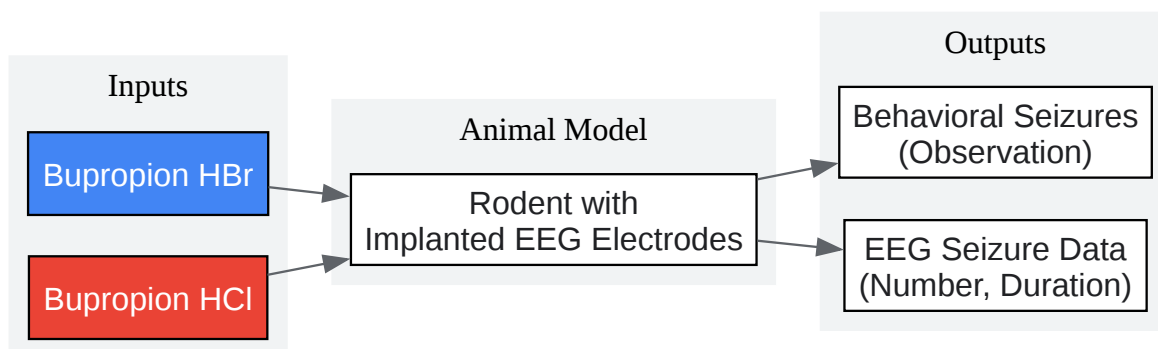 Inputs
Bupropion HBr
Bupropion HCl
Animal Model
Rodent with
Implanted EEG Electrodes
Outputs
Behavioral Seizures
(Observation)
EEG Seizure Data
(Number, Duration)